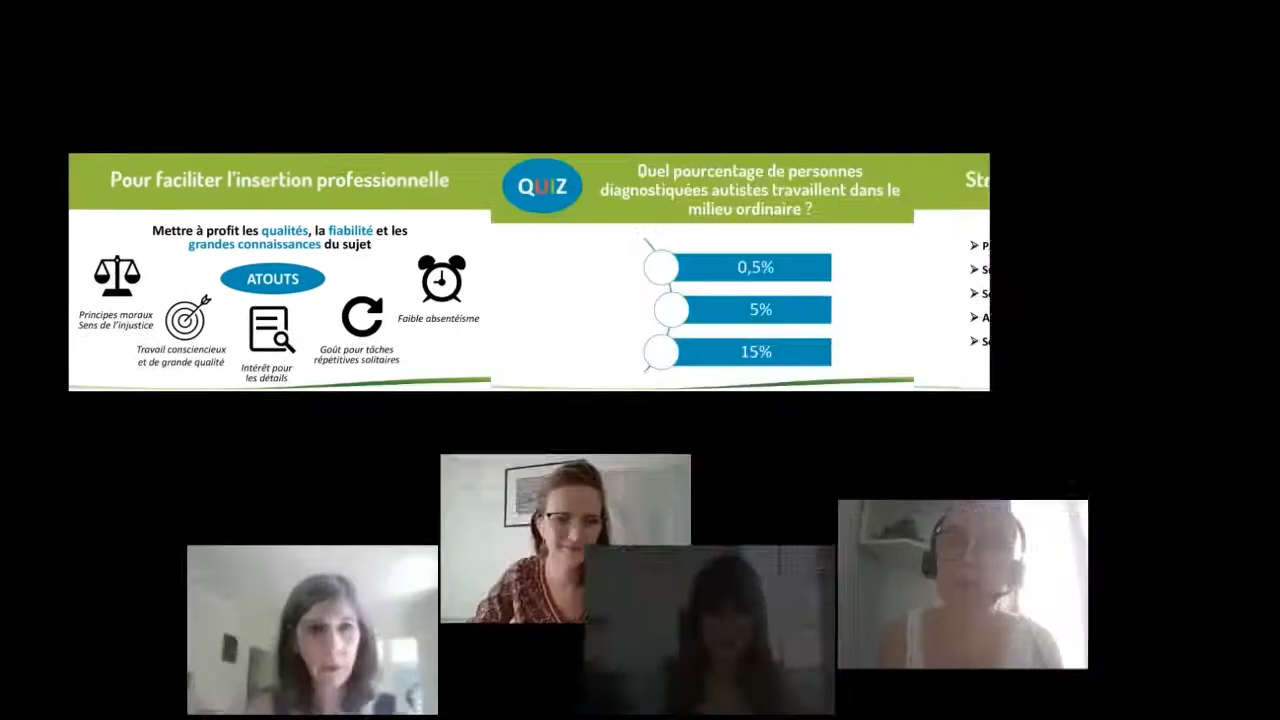 Pour faciliter l'insertion professionnelle
Mettre à profit les qualités, la fiabilité et les
grandes connaissances du sujet
ATOUTS
Principes moraux
Sens de l'injustice
Travail consciencieux
et de grande qualité
Intérêt pour
les détails
Goût pour tâches
répétitives solitaires
Faible absentéisme
QUIZ
Quel pourcentage de personnes
diagnostiquées autistes travaillent dans le
milieu ordinaire ?
0,5%
5%
15%